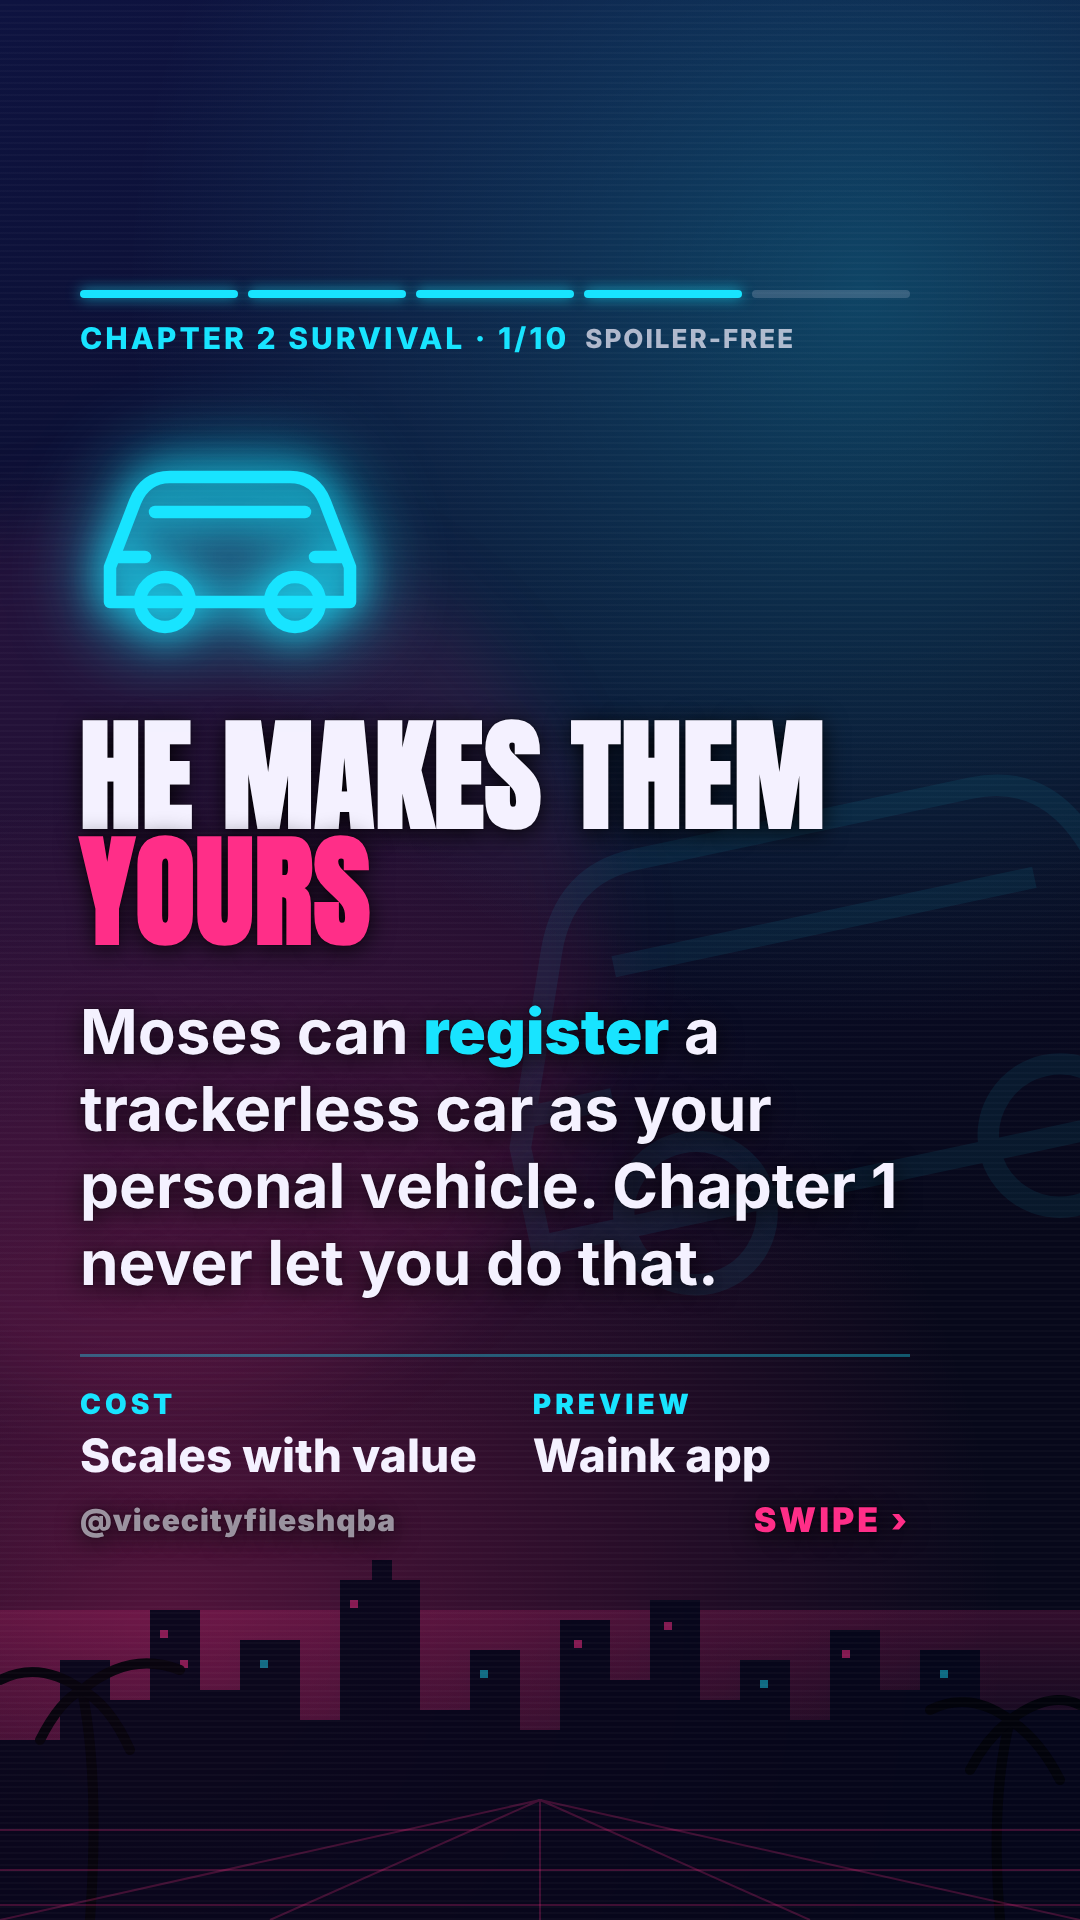 CHAPTER 2 SURVIVAL · 1/10 SPOILER-FREE
HE MAKES THEM
YOURS
Moses can register a
trackerless car as your
personal vehicle. Chapter 1
never let you do that.
COST PREVIEW
Scales with value Waink app
@vicecityfileshqba SWIPE ›